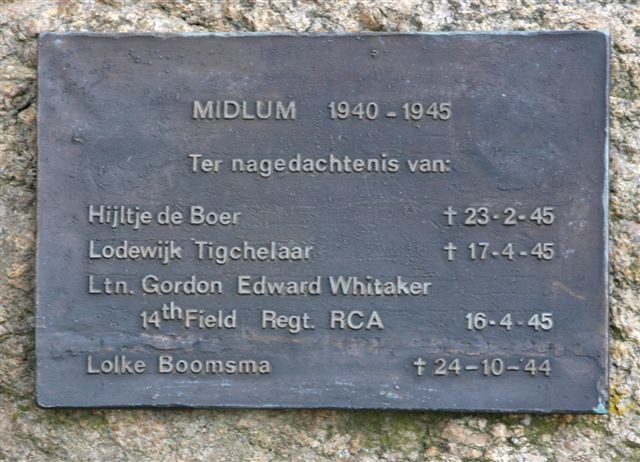 MIDLUM 1940 - 1945
Ter nagedachtenis van:
Hijltje de Boer † 23-2-45
Lodewijk Tigchelaar † 17-4-45
Ltn. Gordon Edward Whitaker
14th Field Regt. RCA 16-4-45
Lolke Boomsma † 24-10-44